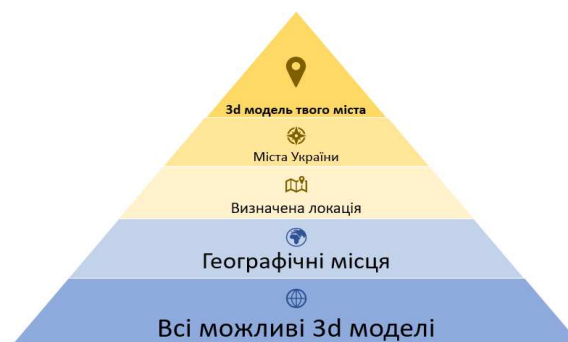 3d модель твого міста
Міста України
Визначена локація
Географічні місця
Всі можливі 3d моделі